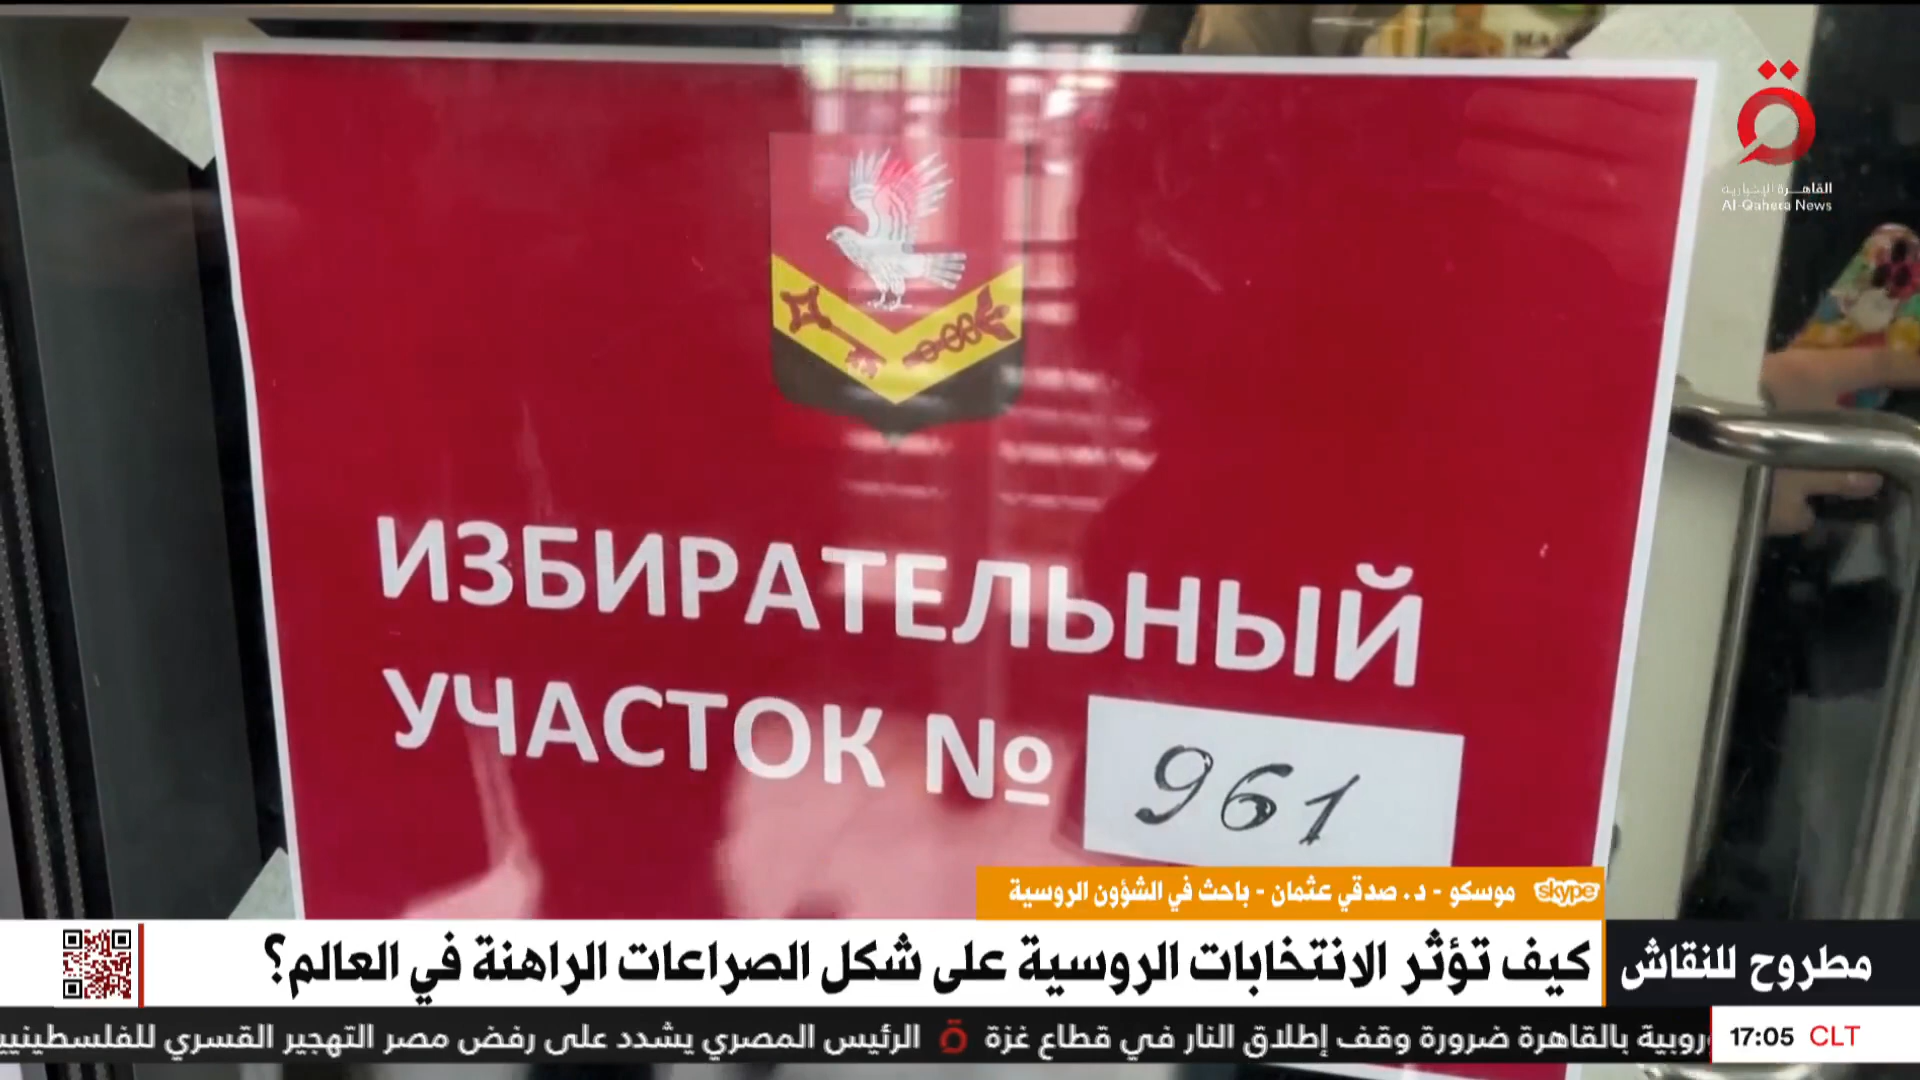 القاهرة الإخبارية
Al-Qahera News
ИЗБИРАТЕЛЬНЫЙ
УЧАСТОК № 961
موسكو - د. صدقي عثمان - باحث في الشؤون الروسية
skype
مطروح للنقاش
كيف تؤثر الانتخابات الروسية على شكل الصراعات الراهنة في العالم؟
بالقاهرة ضرورة وقف إطلاق النار في قطاع غزة
الرئيس المصري يشدد على رفض مصر التهجير القسري
17:05 CLT